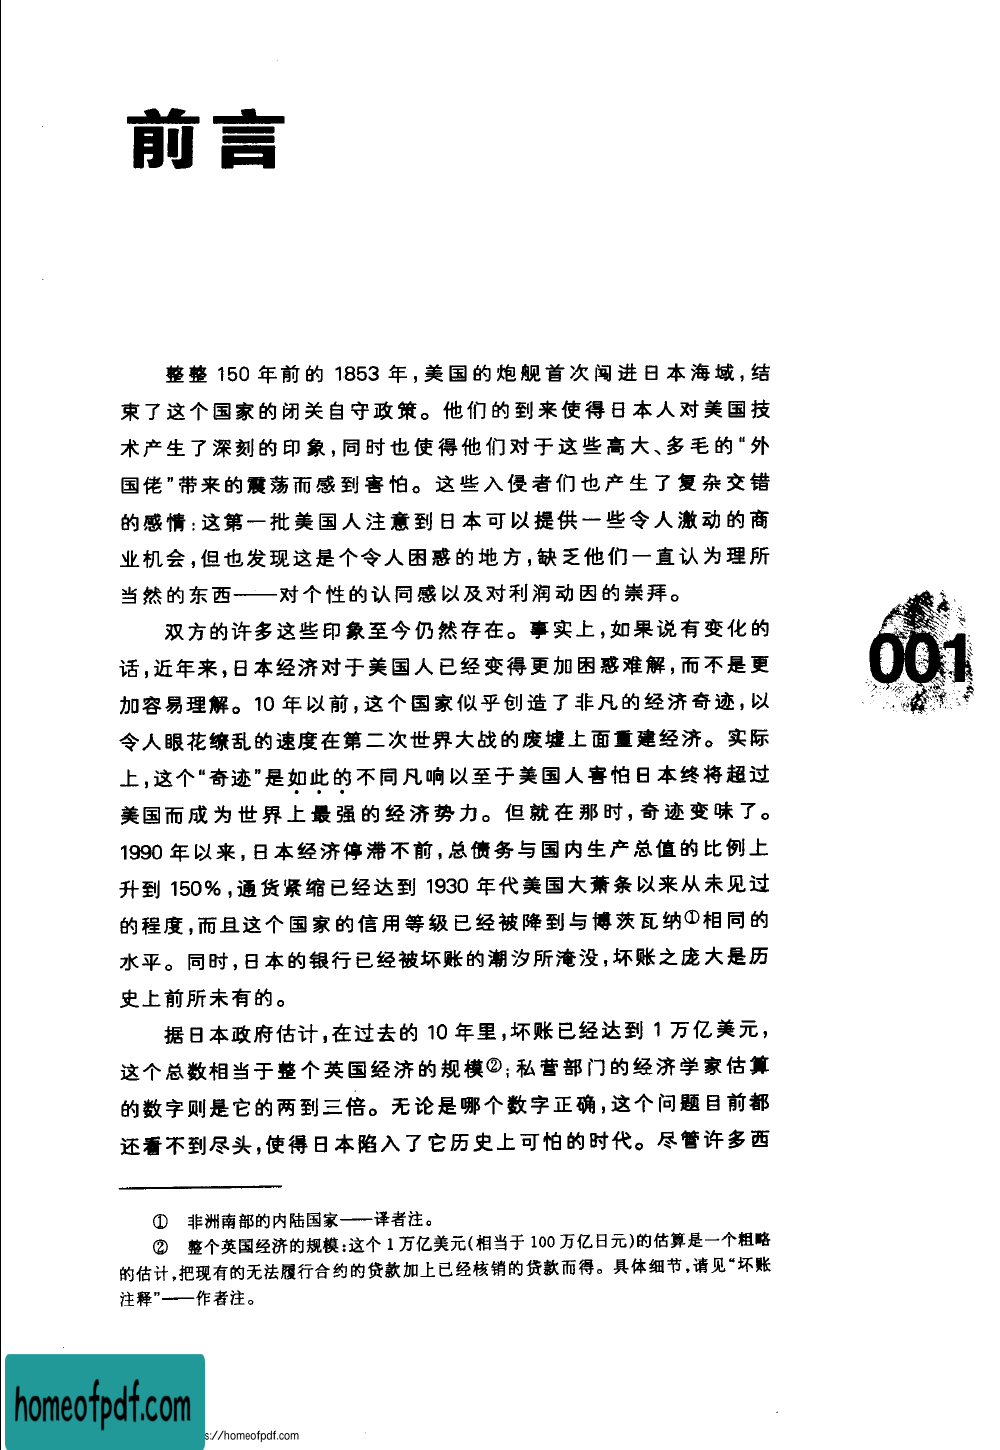 前言
整整 150 年前的 1853 年,美国的炮舰首次闯进日本海域,结
束了这个国家的闭关自守政策。他们的到来使得日本人对美国技
术产生了深刻的印象,同时也使得他们对于这些高大、多毛的“外
国佬”带来的震荡而感到害怕。这些入侵者们也产生了复杂交错
的感情:这第一批美国人注意到日本可以提供一些令人激动的商
业机会,但也发现这是个令人困惑的地方,缺乏他们一直认为理所
当然的东西——对个性的认同感以及对利润动因的崇拜。
双方的许多这些印象至今仍然存在。事实上,如果说有变化的
话,近年来,日本经济对于美国人已经变得更加困惑难解,而不是更
加容易理解。10 年以前,这个国家似乎创造了非凡的经济奇迹,以
令人眼花缭乱的速度在第二次世界大战的废墟上面重建经济。实际
上,这个“奇迹”是如此的不同凡响以至于美国人害怕日本终将超过
美国而成为世界上最强的经济势力。但就在那时,奇迹变味了。
1990 年以来,日本经济停滞不前,总债务与国内生产总值的比例上
升到 150%,通货紧缩已经达到 1930 年代美国大萧条以来从未见过
的程度,而且这个国家的信用等级已经被降到与博茨瓦纳①相同的
水平。同时,日本的银行已经被坏账的潮汐所淹没,坏账之庞大是历
史上前所未有的。
据日本政府估计,在过去的 10 年里,坏账已经达到 1 万亿美元,
这个总数相当于整个英国经济的规模②;私营部门的经济学家估算
的数字则是它的两到三倍。无论是哪个数字正确,这个问题目前都
还看不到尽头,使得日本陷入了它历史上可怕的时代。尽管许多西
001
① 非洲南部的内陆国家——译者注。
② 整个英国经济的规模:这个 1 万亿美元(相当于 100 万亿日元)的估算是一个粗略
的估计,把现有的无法履行合约的贷款加上已经核销的贷款而得。具体细节,请见“坏账
注释”——作者注。
homeofpdf.com
s://homeofpdf.com